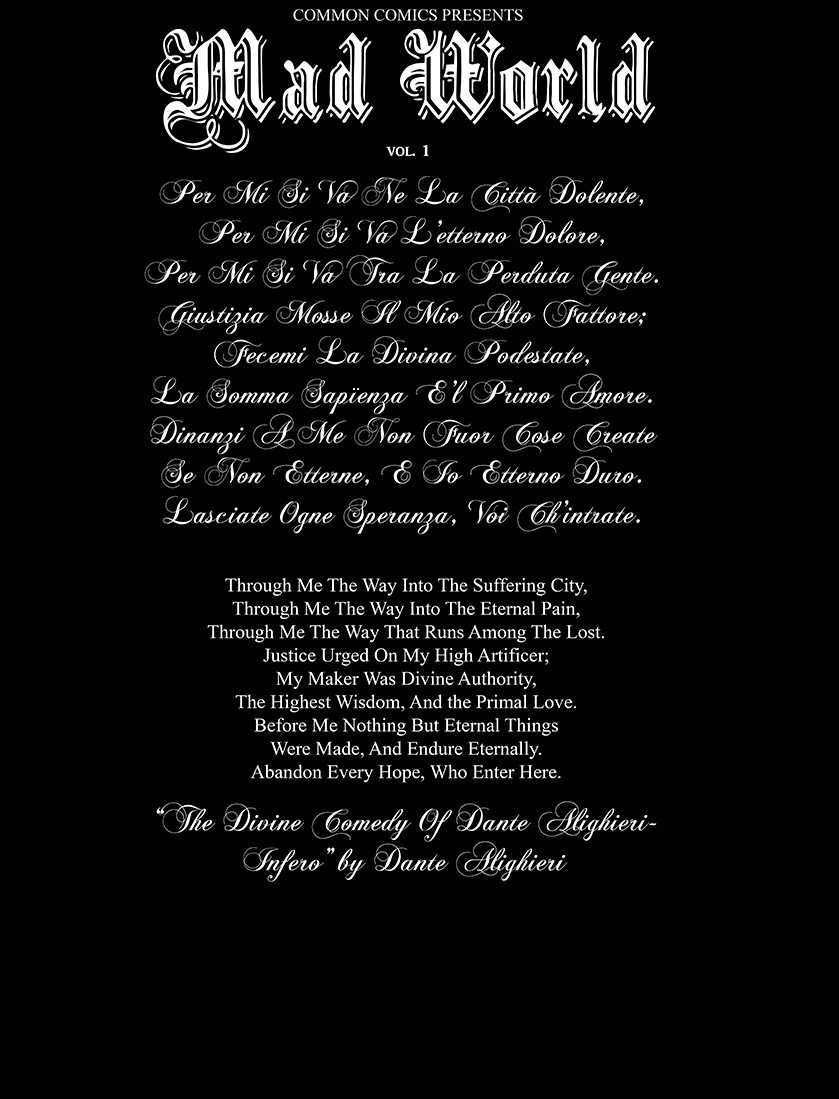 COMMON COMICS PRESENTS
Mad World
VOL. 1
Per Mi Si Va Ne La Città Dolente,
Per Mi Si Va L'etterno Dolore,
Per Mi Si Va Tra La Perduta Gente.
Giustizia Mosse Il Mio Alto Fattore;
Fecemi La Divina Podestate,
La Somma Sapïenza E'l Primo Amore.
Dinanzi A Me Non Fuor Cose Create
Se Non Etterne, E Io Etterno Duro.
Lasciate Ogne Speranza, Voi Ch'intrate.
Through Me The Way Into The Suffering City,
Through Me The Way Into The Eternal Pain,
Through Me The Way That Runs Among The Lost.
Justice Urged On My High Artificer;
My Maker Was Divine Authority,
The Highest Wisdom, And the Primal Love.
Before Me Nothing But Eternal Things
Were Made, And Endure Eternally.
Abandon Every Hope, Who Enter Here.
“The Divine Comedy Of Dante Alighieri-
Infero” by Dante Alighieri